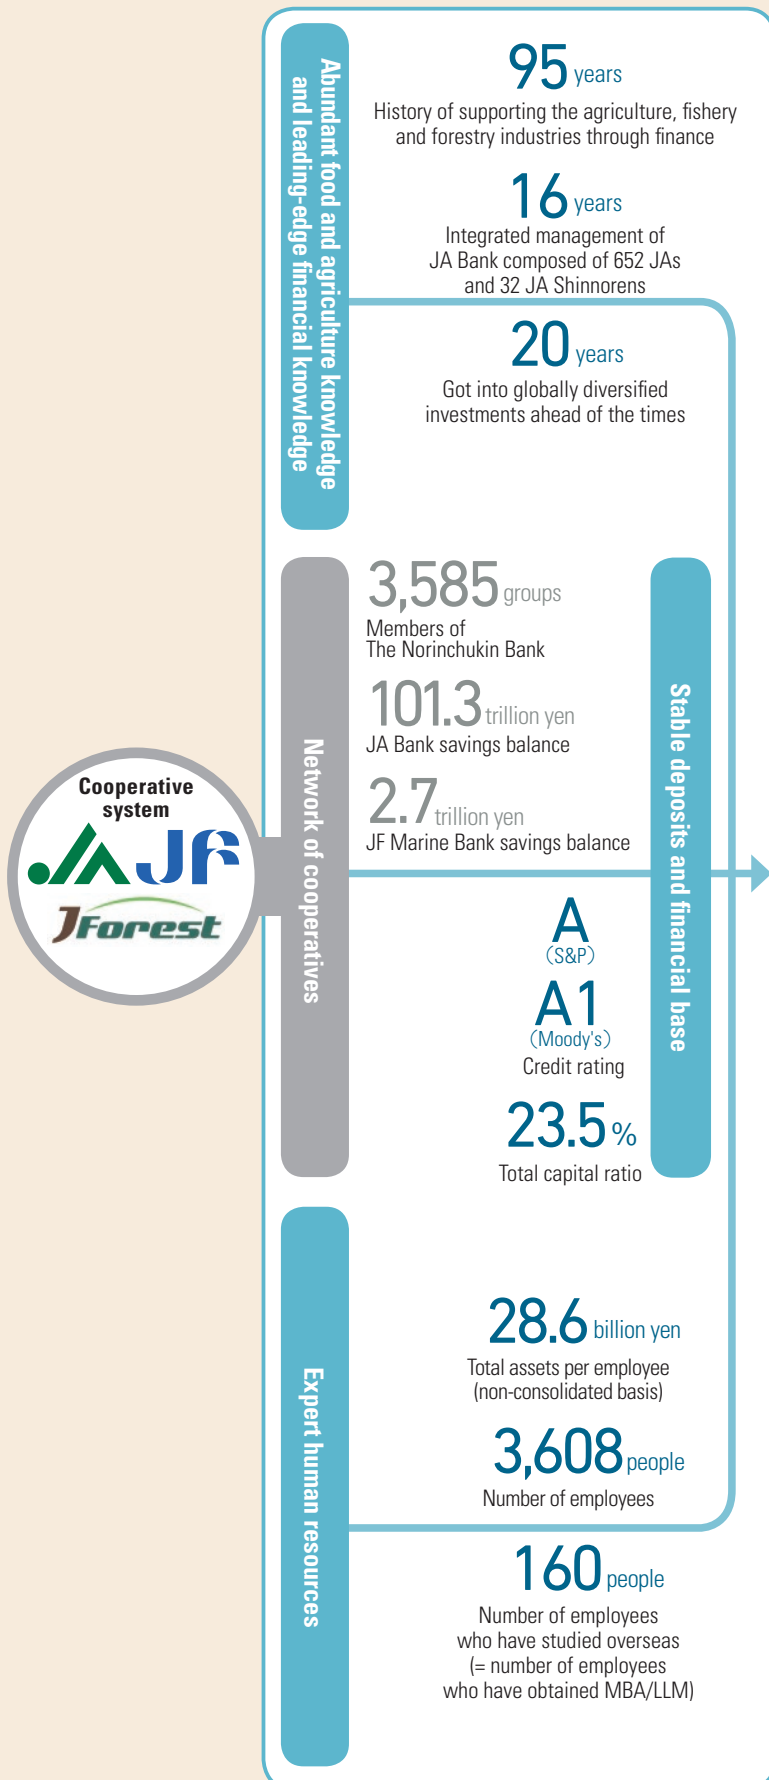 Cooperative
system
JA JF
JForest
Abundant food and agriculture knowledge
and leading-edge financial knowledge
95 years
History of supporting the agriculture, fishery
and forestry industries through finance
16 years
Integrated management of
JA Bank composed of 652 JAs
and 32 JA Shinnorens
20 years
Got into globally diversified
investments ahead of the times
Network of cooperatives
3,585 groups
Members of
The Norinchukin Bank
101.3 trillion yen
JA Bank savings balance
2.7 trillion yen
JF Marine Bank savings balance
Stable deposits and financial base
A
(S&P)
A1
(Moody's)
Credit rating
23.5 %
Total capital ratio
Expert human resources
28.6 billion yen
Total assets per employee
(non-consolidated basis)
3,608 people
Number of employees
160 people
Number of employees
who have studied overseas
(= number of employees
who have obtained MBA/LLM)